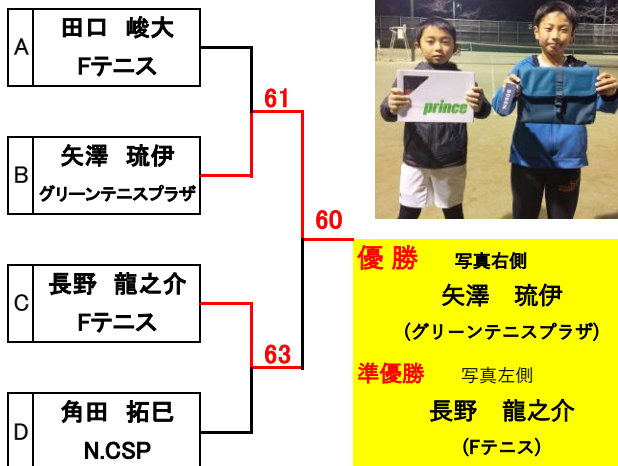 A
田口　峻大
Fテニス
61
B
矢澤　琉伊
グリーンテニスプラザ
60
C
長野　龍之介
Fテニス
63
D
角田　拓巳
N.CSP
prince
優 勝　写真右側
矢澤　琉伊
(グリーンテニスプラザ)
準優勝　写真左側
長野　龍之介
(Fテニス)